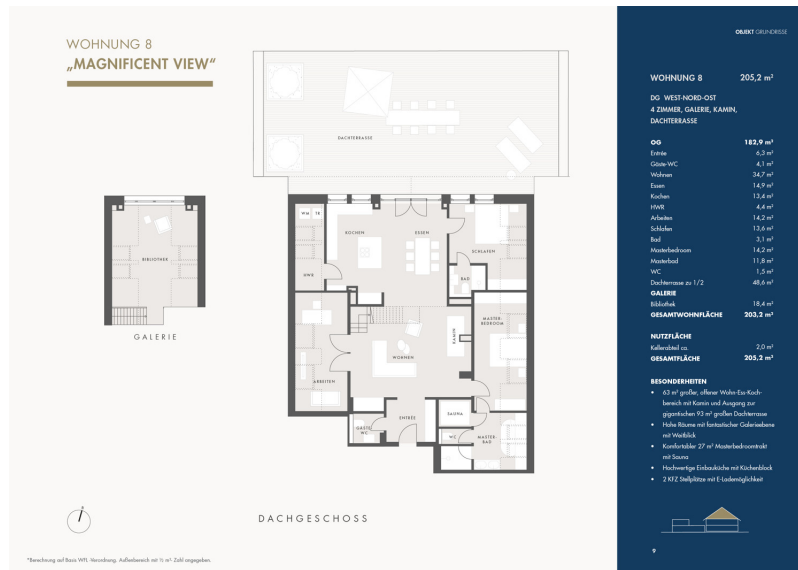 WOHNUNG 8
„MAGNIFICENT VIEW“
DACHTERRASSE
BIBLIOTHEK
GALERIE
WM TR
KOCHEN
ESSEN
SCHLAFEN
HWR
BAD
MASTER-
BEDROOM
KAMIN
WOHNEN
ARBEITEN
GÄSTE
WC
ENTRÉE
SAUNA
WC
MASTER-
BAD
DACHGESCHOSS
*Berechnung auf Basis WFL -Verordnung. Außenbereich mit ½ m²- Zahl angegeben.
OBJEKT GRUNDRISSE
WOHNUNG 8 205,2 m²
DG WEST-NORD-OST
4 ZIMMER, GALERIE, KAMIN,
DACHTERRASSE
OG 182,9 m²
Entrée 6,3 m²
Gäste-WC 4,1 m²
Wohnen 34,7 m²
Essen 14,9 m²
Kochen 13,4 m²
HWR 4,4 m²
Arbeiten 14,2 m²
Schlafen 13,6 m²
Bad 3,1 m²
Masterbedroom 14,2 m²
Masterbad 11,8 m²
WC 1,5 m²
Dachterrasse zu 1/2 48,6 m²
GALERIE
Bibliothek 18,4 m²
GESAMTWOHNFLÄCHE 203,2 m²
NUTZFLÄCHE
Kellerabteil ca. 2,0 m²
GESAMTFLÄCHE 205,2 m²
BESONDERHEITEN
• 63 m² großer, offener Wohn-Ess-Koch-
bereich mit Kamin und Ausgang zur
gigantischen 93 m² großen Dachterrasse
• Hohe Räume mit fantastischer Galerieebene
mit Weitblick
• Komfortabler 27 m² Masterbedroomtrakt
mit Sauna
• Hochwertige Einbauküche mit Küchenblock
• 2 KFZ Stellplätze mit E-Lademöglichkeit
9